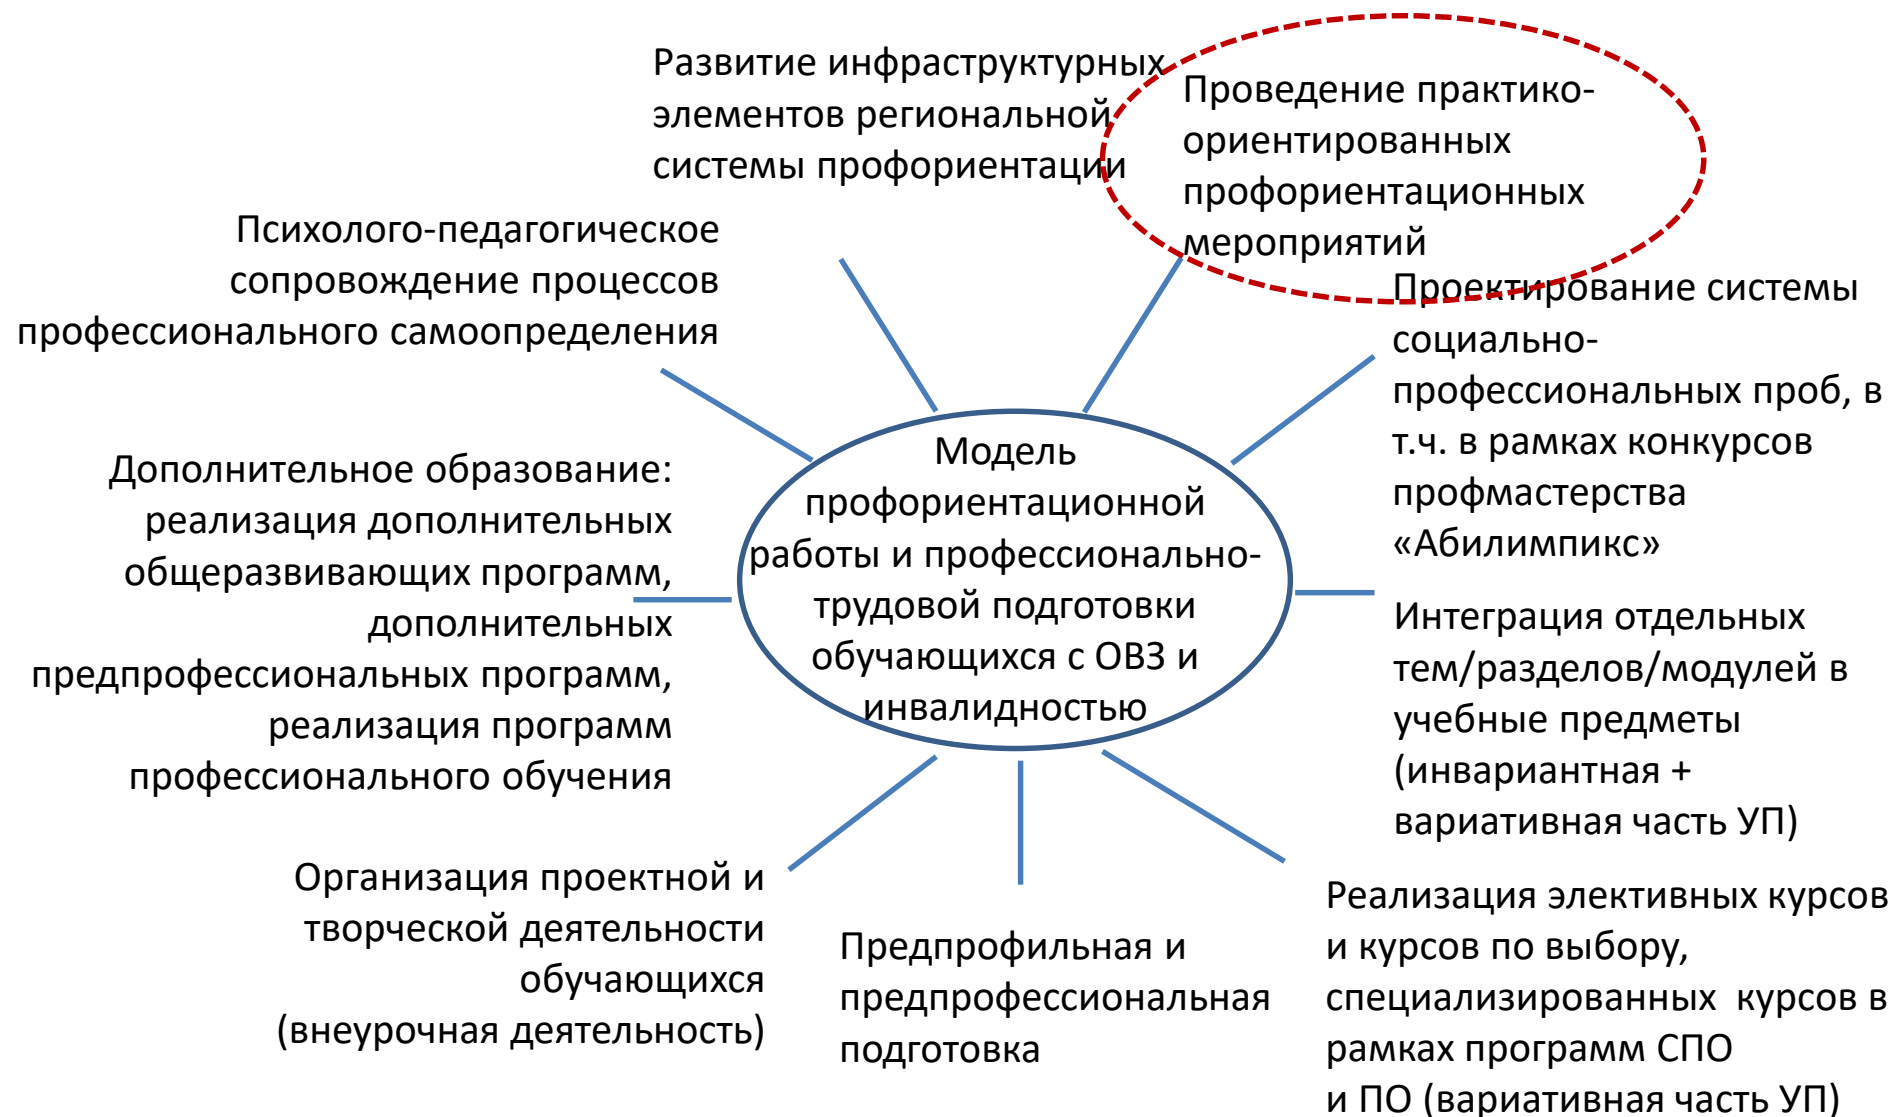 Развитие инфраструктурных
элементов региональной
системы профориентации
Проведение практико-
ориентированных
профориентационных
мероприятий
Психолого-педагогическое
сопровождение процессов
профессионального самоопределения
Проектирование системы
социально-
профессиональных проб, в
т.ч. в рамках конкурсов
профмастерства
«Абилимпикс»
Модель
профориентационной
работы и профессионально-
трудовой подготовки
обучающихся с ОВЗ и
инвалидностью
Дополнительное образование:
реализация дополнительных
общеразвивающих программ,
дополнительных
предпрофессиональных программ,
реализация программ
профессионального обучения
Интеграция отдельных
тем/разделов/модулей в
учебные предметы
(инвариантная +
вариативная часть УП)
Организация проектной и
творческой деятельности
обучающихся
(внеурочная деятельность)
Предпрофильная и
предпрофессиональная
подготовка
Реализация элективных курсов
и курсов по выбору,
специализированных  курсов в
рамках программ СПО
и ПО (вариативная часть УП)